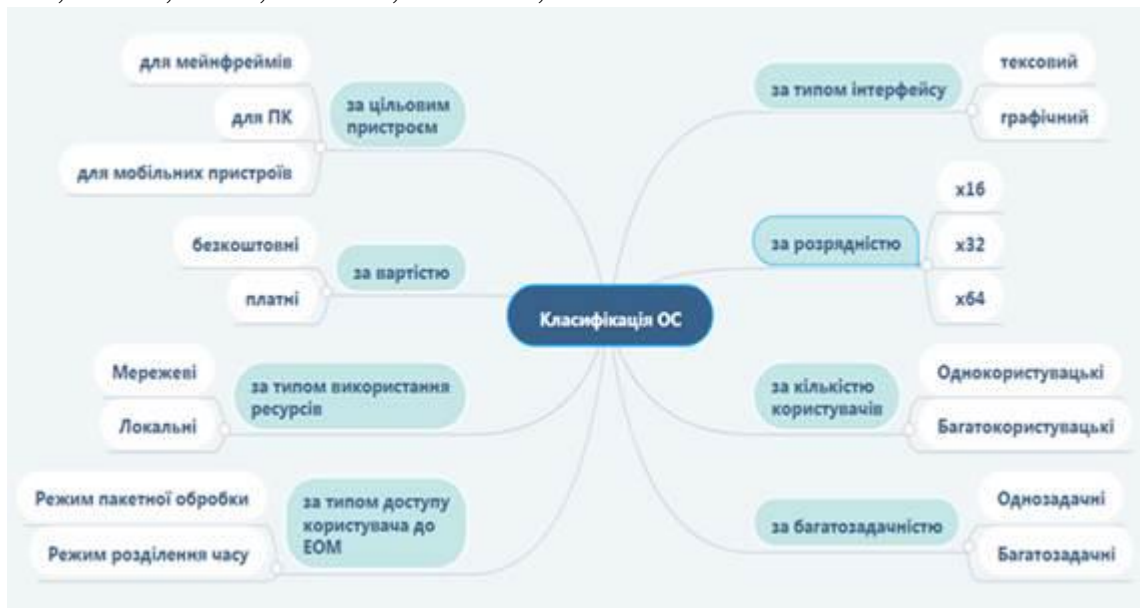 для мейнфреймів
для ПК
для мобільних пристроїв
за цільовим
пристроєм
безкоштовні
платні
за вартістю
Мережеві
Локальні
за типом використання
ресурсів
Режим пакетної обробки
Режим розділення часу
за типом доступу
користувача до
ЕОМ
Класифікація ОС
за типом інтерфейсу
тексовий
графічний
за розрядністю
x16
x32
x64
за кількістю
користувачів
Однокористувацькі
Багатокористувацькі
за багатозадачністю
Однозадачні
Багатозадачні